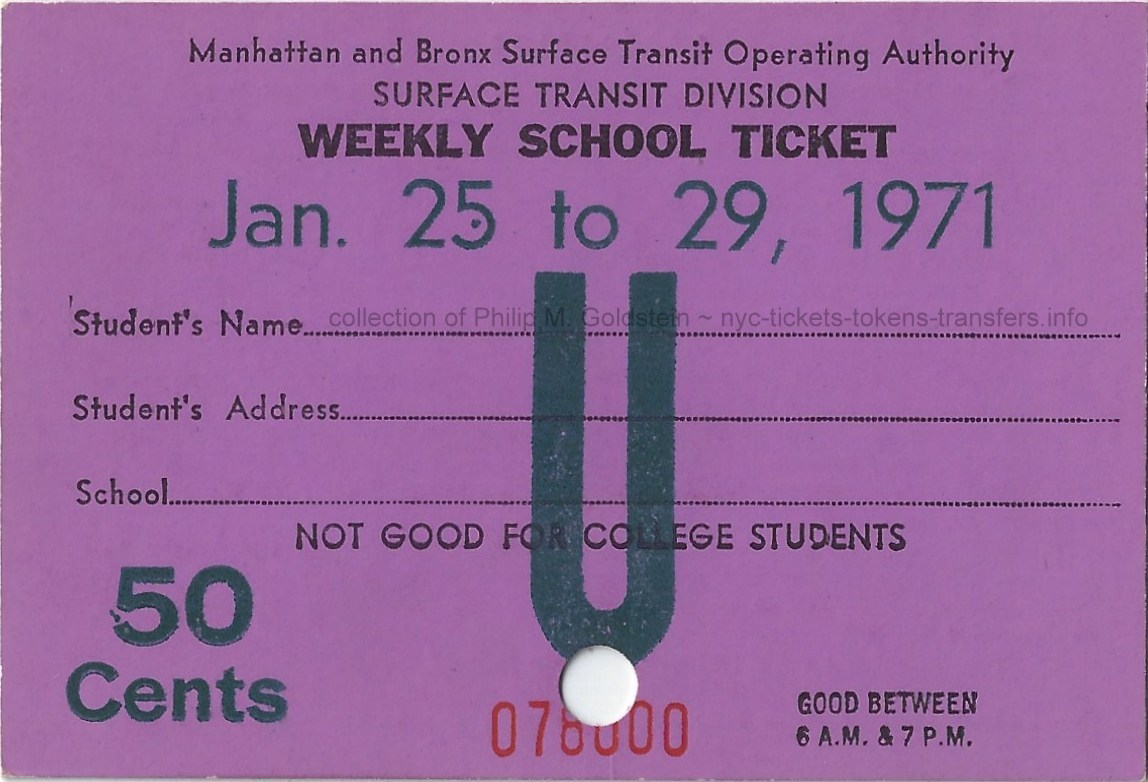 Manhattan and Bronx Surface Transit Operating Authority
SURFACE TRANSIT DIVISION
WEEKLY SCHOOL TICKET
Jan. 25 to 29, 1971
U
Student's Name
collection of Philip M. Goldstein ~ nyc-tickets-tokens-transfers.info
Student's Address
School
NOT GOOD FOR COLLEGE STUDENTS
50
Cents
078000
GOOD BETWEEN
6 A.M. & 7 P.M.